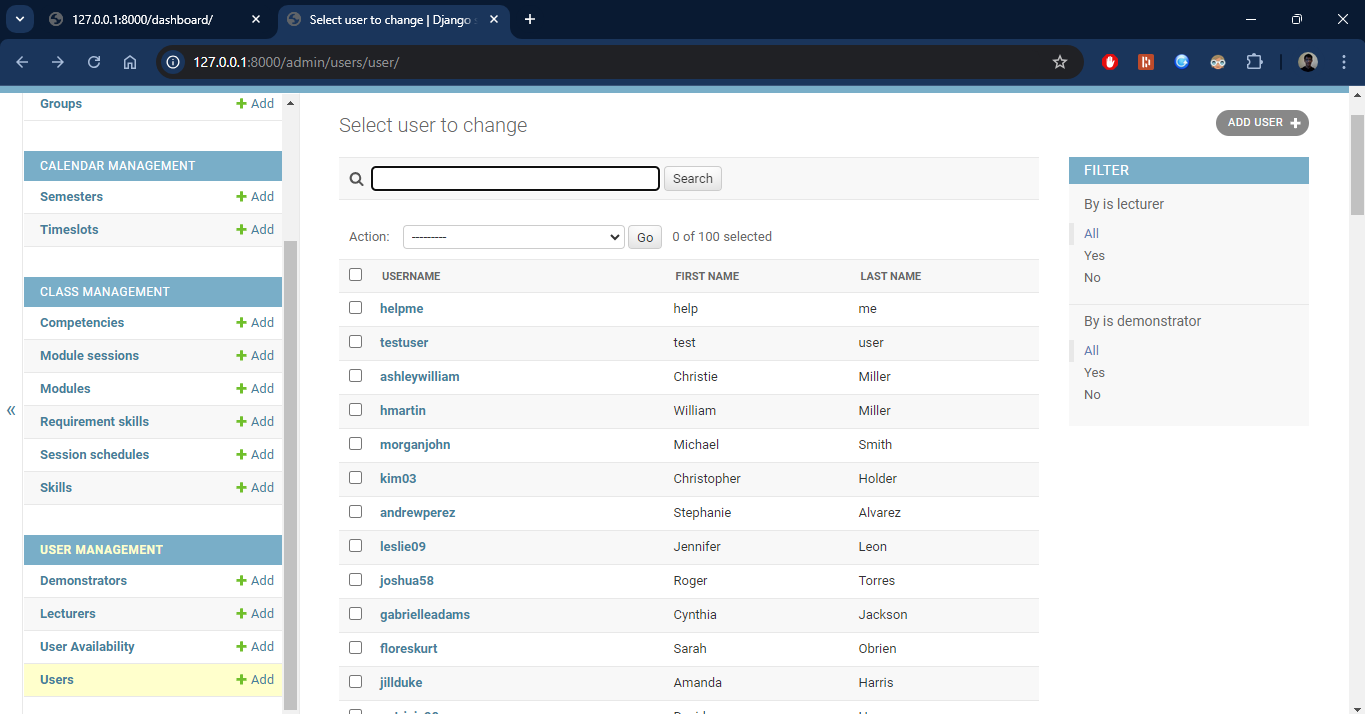 127.0.0.1:8000/dashboard/
Select user to change | Django
127.0.0.1:8000/admin/users/user/
Groups
Add
CALENDAR MANAGEMENT
Semesters
Add
Timeslots
Add
CLASS MANAGEMENT
Competencies
Add
Module sessions
Add
Modules
Add
Requirement skills
Add
Session schedules
Add
Skills
Add
USER MANAGEMENT
Demonstrators
Add
Lecturers
Add
User Availability
Add
Users
Add
«
Select user to change
ADD USER +
Search
Action: --------- Go 0 of 100 selected
USERNAME FIRST NAME LAST NAME
helpme help me
testuser test user
ashleywilliam Christie Miller
hmartin William Miller
morganjohn Michael Smith
kim03 Christopher Holder
andrewperez Stephanie Alvarez
leslie09 Jennifer Leon
joshua58 Roger Torres
gabrielleadams Cynthia Jackson
floreskurt Sarah Obrien
jillduke Amanda Harris
FILTER
By is lecturer
All
Yes
No
By is demonstrator
All
Yes
No